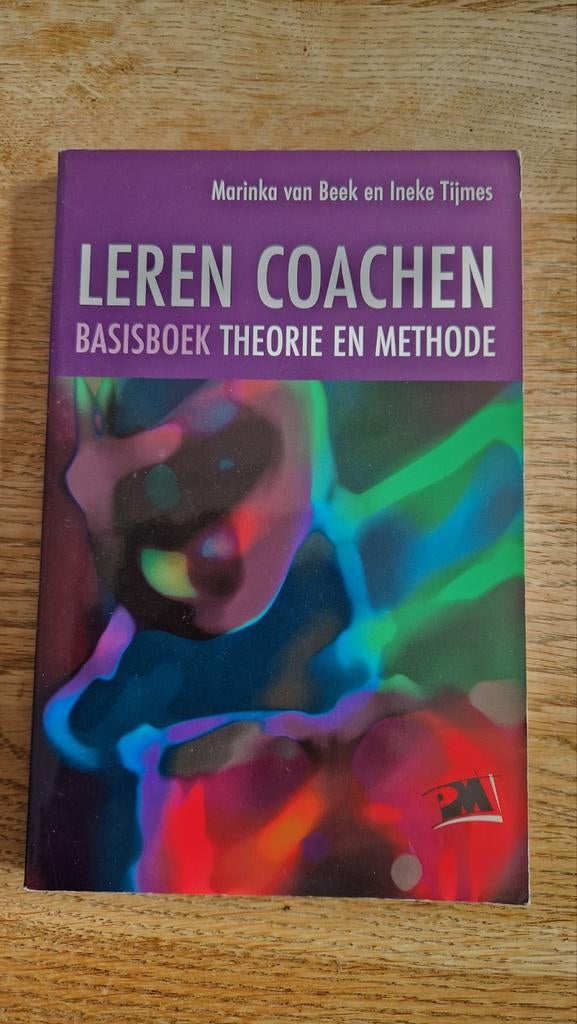 Marinka van Beek en Ineke Tijmes
LEREN COACHEN
BASISBOEK THEORIE EN METHODE
PM